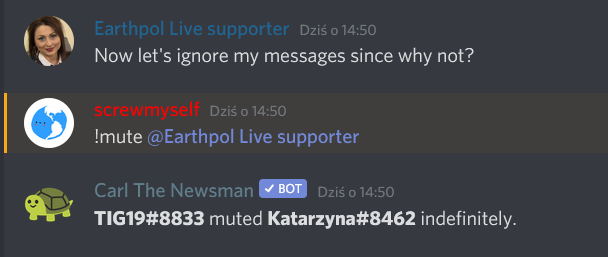 Earthpol Live supporter Dziś o 14:50
Now let's ignore my messages since why not?
screwmyself Dziś o 14:50
!mute @Earthpol Live supporter
Carl The Newsman ✓ BOT Dziś o 14:50
TIG19#8833 muted Katarzyna#8462 indefinitely.